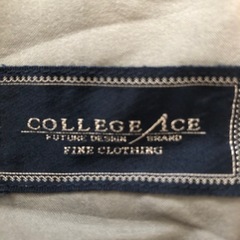 COLLEGE ACE
FUTURE DESIGN BRAND
FINE CLOTHING